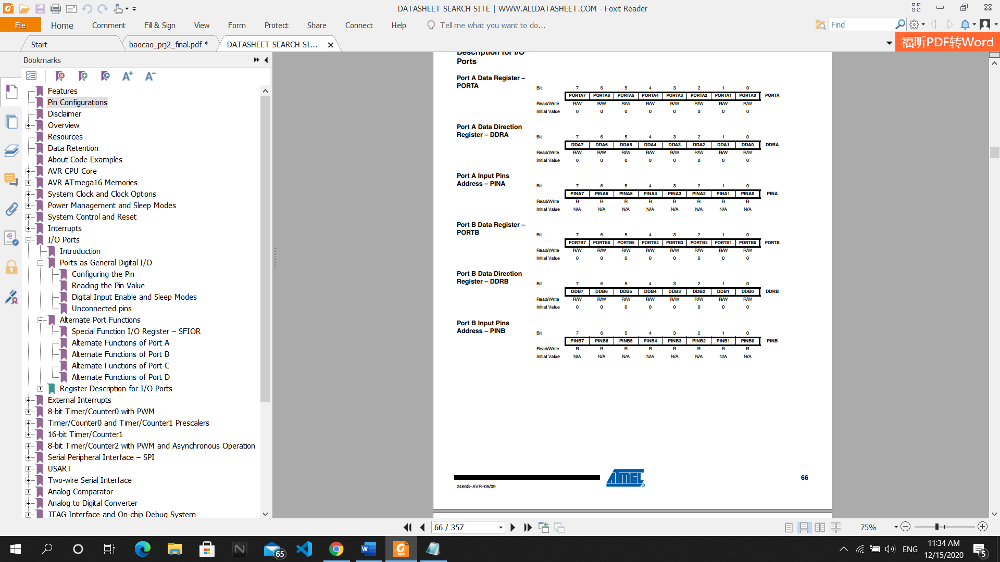 DATASHEET SEARCH SITE | WWW.ALLDATASHEET.COM - Foxit Reader
File Home Comment Fill & Sign View Form Protect Share Connect Help Tell me what you want to do... Find
Start baocao_prj2_final.pdf * DATASHEET SEARCH SI... 福昕PDF转Word
Bookmarks
Features
Pin Configurations
Disclaimer
Overview
Resources
Data Retention
About Code Examples
AVR CPU Core
AVR ATmega16 Memories
System Clock and Clock Options
Power Management and Sleep Modes
System Control and Reset
Interrupts
I/O Ports
Introduction
Ports as General Digital I/O
Configuring the Pin
Reading the Pin Value
Digital Input Enable and Sleep Modes
Unconnected pins
Alternate Port Functions
Special Function I/O Register – SFIOR
Alternate Functions of Port A
Alternate Functions of Port B
Alternate Functions of Port C
Alternate Functions of Port D
Register Description for I/O Ports
External Interrupts
8-bit Timer/Counter0 with PWM
Timer/Counter0 and Timer/Counter1 Prescalers
16-bit Timer/Counter1
8-bit Timer/Counter2 with PWM and Asynchronous Operation
Serial Peripheral Interface – SPI
USART
Two-wire Serial Interface
Analog Comparator
Analog to Digital Converter
JTAG Interface and On-chip Debug System
Description for I/O
Ports
Port A Data Register –
PORTA
Bit 7 6 5 4 3 2 1 0
PORTA7 PORTA6 PORTA5 PORTA4 PORTA3 PORTA2 PORTA1 PORTA0 PORTA
Read/Write R/W R/W R/W R/W R/W R/W R/W R/W
Initial Value 0 0 0 0 0 0 0 0
Port A Data Direction
Register – DDRA
Bit 7 6 5 4 3 2 1 0
DDA7 DDA6 DDA5 DDA4 DDA3 DDA2 DDA1 DDA0 DDRA
Read/Write R/W R/W R/W R/W R/W R/W R/W R/W
Initial Value 0 0 0 0 0 0 0 0
Port A Input Pins
Address – PINA
Bit 7 6 5 4 3 2 1 0
PINA7 PINA6 PINA5 PINA4 PINA3 PINA2 PINA1 PINA0 PINA
Read/Write R R R R R R R R
Initial Value N/A N/A N/A N/A N/A N/A N/A N/A
Port B Data Register –
PORTB
Bit 7 6 5 4 3 2 1 0
PORTB7 PORTB6 PORTB5 PORTB4 PORTB3 PORTB2 PORTB1 PORTB0 PORTB
Read/Write R/W R/W R/W R/W R/W R/W R/W R/W
Initial Value 0 0 0 0 0 0 0 0
Port B Data Direction
Register – DDRB
Bit 7 6 5 4 3 2 1 0
DDB7 DDB6 DDB5 DDB4 DDB3 DDB2 DDB1 DDB0 DDRB
Read/Write R/W R/W R/W R/W R/W R/W R/W R/W
Initial Value 0 0 0 0 0 0 0 0
Port B Input Pins
Address – PINB
Bit 7 6 5 4 3 2 1 0
PINB7 PINB6 PINB5 PINB4 PINB3 PINB2 PINB1 PINB0 PINB
Read/Write R R R R R R R R
Initial Value N/A N/A N/A N/A N/A N/A N/A N/A
ATMEL ® 66
2466S–AVR–05/09
66 / 357 75%
65 ENG 11:34 AM
12/15/2020 5